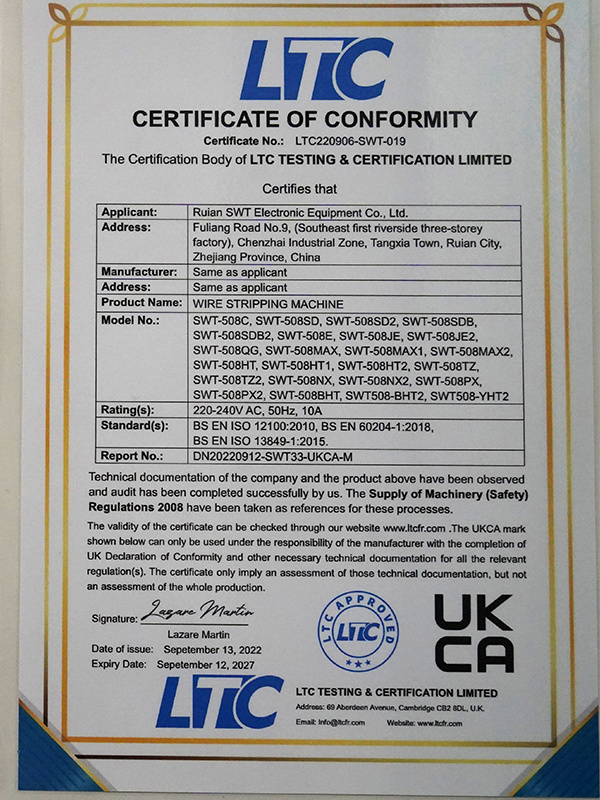 LTC
CERTIFICATE OF CONFORMITY
Certificate No.: LTC220906-SWT-019
The Certification Body of LTC TESTING & CERTIFICATION LIMITED
Certifies that
Applicant: Ruian SWT Electronic Equipment Co., Ltd.
Address: Fuliang Road No.9, (Southeast first riverside three-storey
factory), Chenzhai Industrial Zone, Tangxia Town, Ruian City,
Zhejiang Province, China
Manufacturer: Same as applicant
Address: Same as applicant
Product Name: WIRE STRIPPING MACHINE
Model No.: SWT-508C, SWT-508SD, SWT-508SD2, SWT-508SDB,
SWT-508SDB2, SWT-508E, SWT-508JE, SWT-508JE2,
SWT-508QG, SWT-508MAX, SWT-508MAX1, SWT-508MAX2,
SWT-508HT, SWT-508HT1, SWT-508HT2, SWT-508TZ,
SWT-508TZ2, SWT-508NX, SWT-508NX2, SWT-508PX,
SWT-508PX2, SWT-508BHT, SWT508-BHT2, SWT508-YHT2
Rating(s): 220-240V AC, 50Hz, 10A
Standard(s): BS EN ISO 12100:2010, BS EN 60204-1:2018,
BS EN ISO 13849-1:2015.
Report No.: DN20220912-SWT33-UKCA-M
Technical documentation of the company and the product above have been observed
and audit has been completed successfully by us. The Supply of Machinery (Safety)
Regulations 2008 have been taken as references for these processes.
The validity of the certificate can be checked through our website www.ltcfr.com .The UKCA mark
shown below can only be used under the responsibility of the manufacturer with the completion of
UK Declaration of Conformity and other necessary technical documentation for all the relevant
regulation(s). The certificate only imply an assessment of those technical documentation, but not
an assessment of the whole production.
Signature: Lazare Martin
Lazare Martin
Date of issue: Sepetember 13, 2022
Expiry Date: Sepetember 12, 2027
LTC APPROVED
LTC
UK
CA
LTC
LTC TESTING & CERTIFICATION LIMITED
Address: 69 Aberdeen Avenue, Cambridge CB2 8DL, U.K.
Email: Info@ltcfr.com Website: www.ltcfr.com